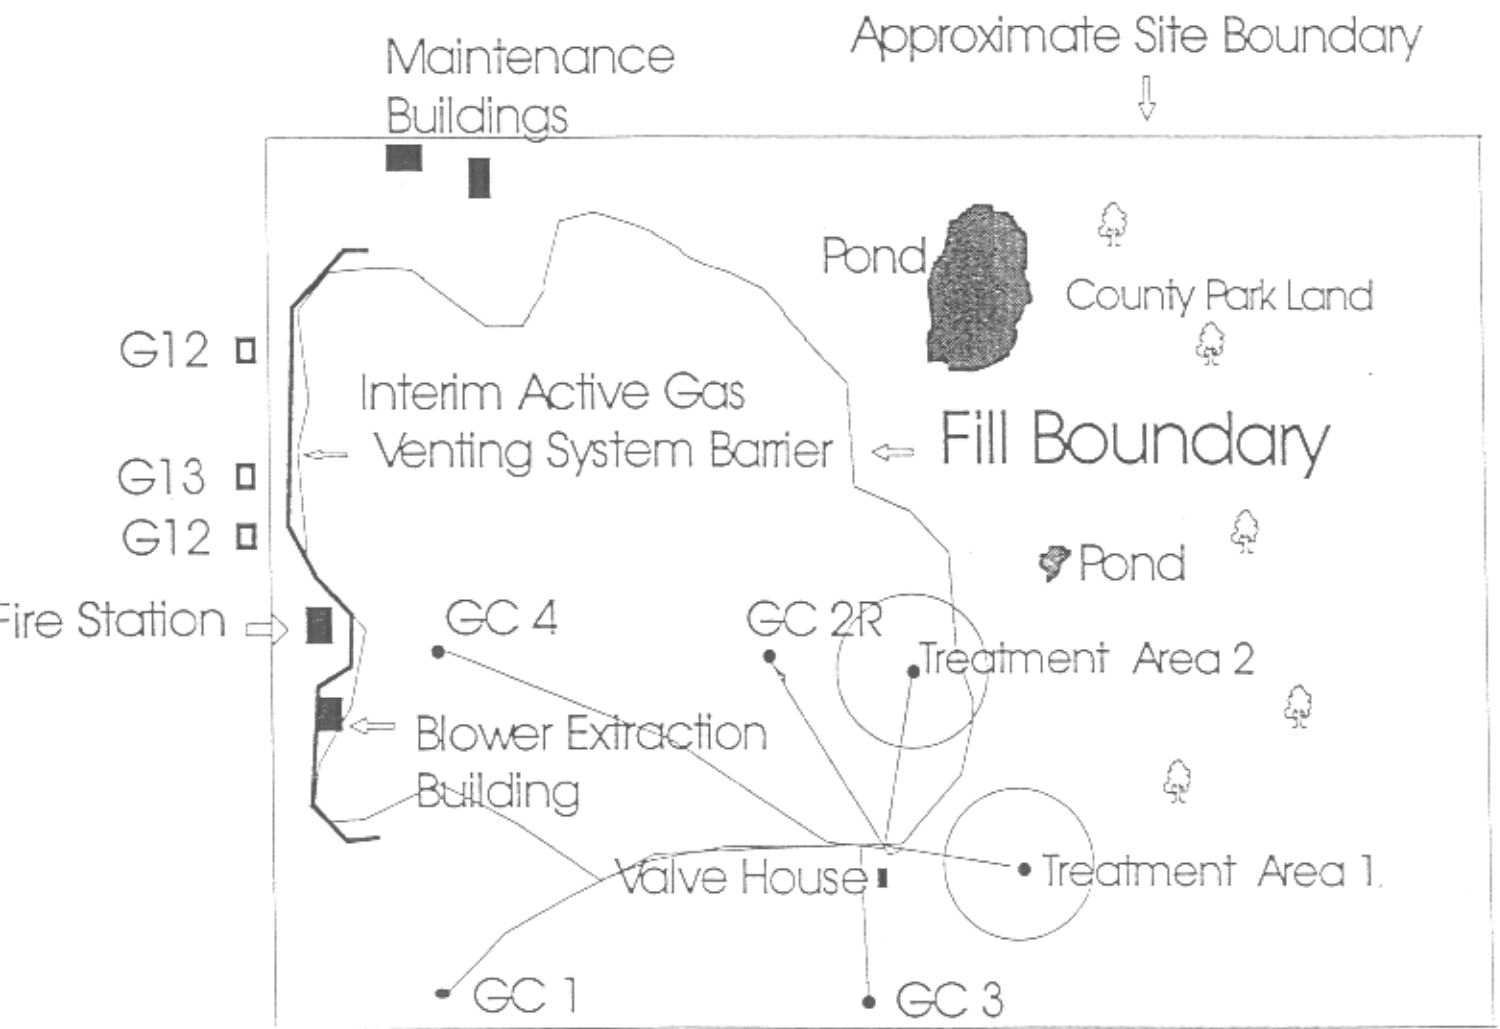 Approximate Site Boundary
Maintenance
Buildings
Pond
County Park Land
G12
Interim Active Gas
Venting System Barrier
Fill Boundary
G13
G12
Pond
Fire Station
GC 4
GC 2R
Treatment Area 2
Blower Extraction
Building
Valve House
Treatment Area 1
GC 1
GC 3